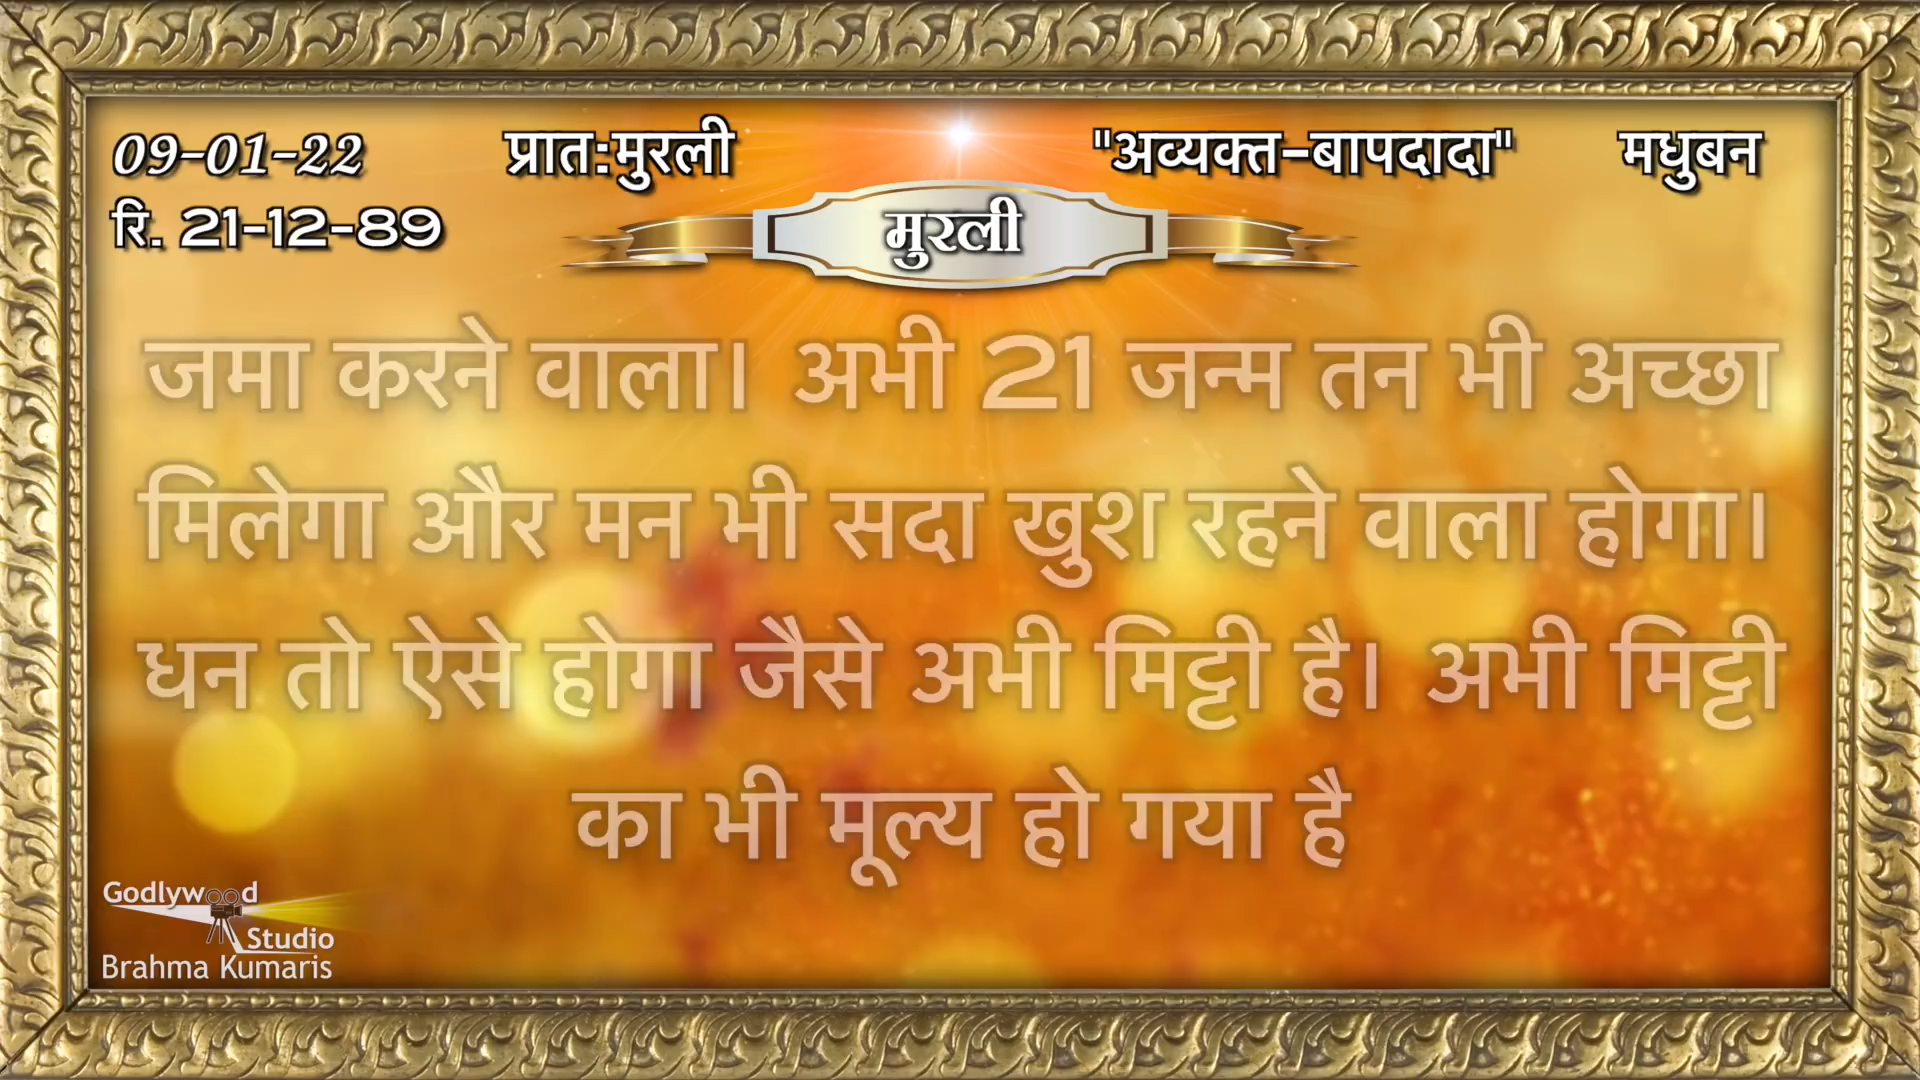 09-01-22 प्रात:मुरली "अव्यक्त-बापदादा" मधुबन
रि. 21-12-89
मुरली
जमा करने वाला। अभी 21 जन्म तन भी अच्छा
मिलेगा और मन भी सदा खुश रहने वाला होगा।
धन तो ऐसे होगा जैसे अभी मिट्टी है। अभी मिट्टी
का भी मूल्य हो गया है
Godlywood
Studio
Brahma Kumaris